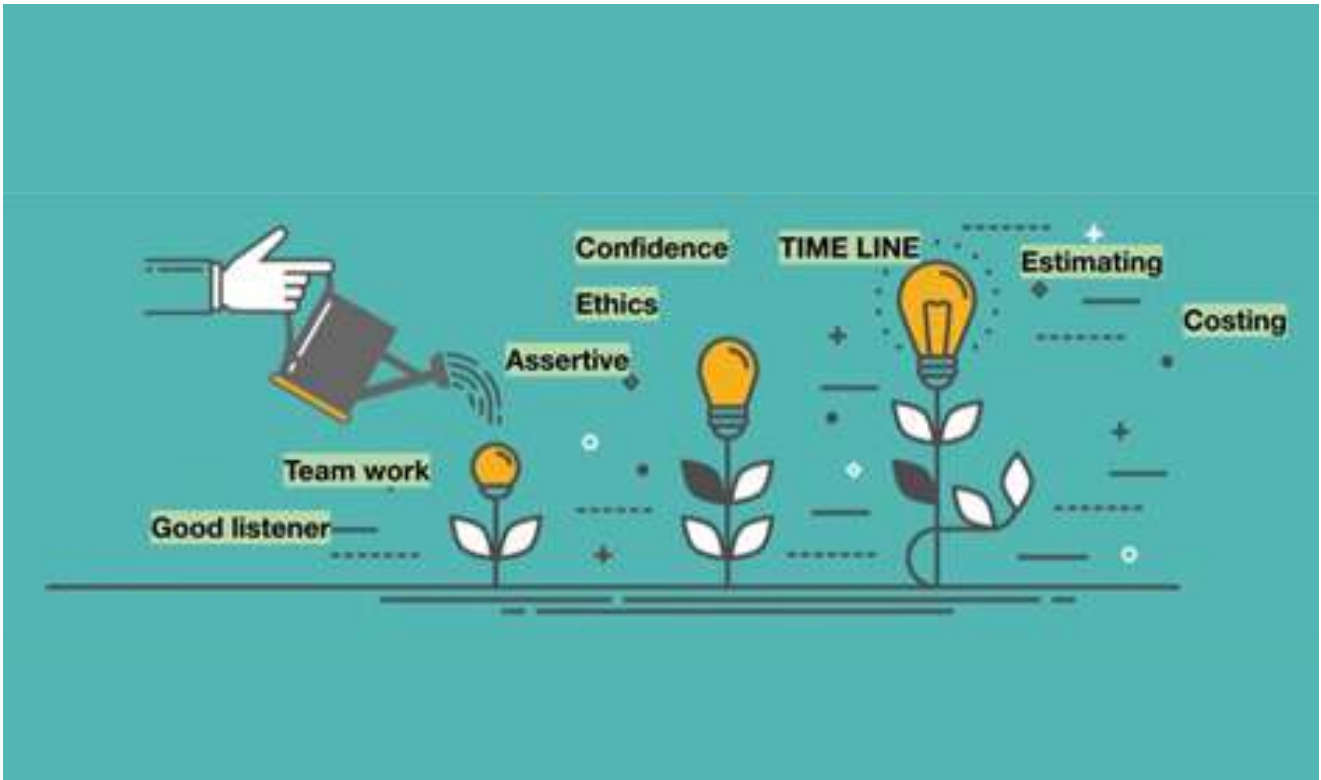 Confidence
TIME LINE
Estimating
Ethics
Costing
Assertive
Team work
Good listener